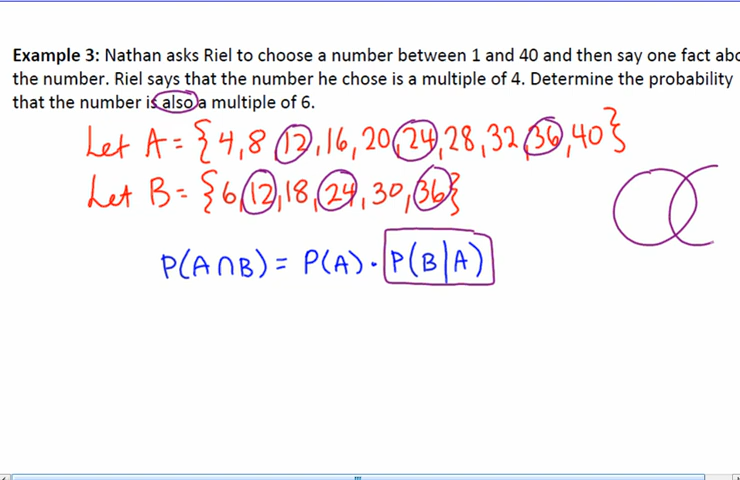 Example 3: Nathan asks Riel to choose a number between 1 and 40 and then say one fact abo
the number. Riel says that the number he chose is a multiple of 4. Determine the probability
that the number is also a multiple of 6.
Let A = {4,8 12,16,20,24,28,32,36,40}
Let B = {6,12,18,24,30,36}
P(A∩B) = P(A) · P(B|A)